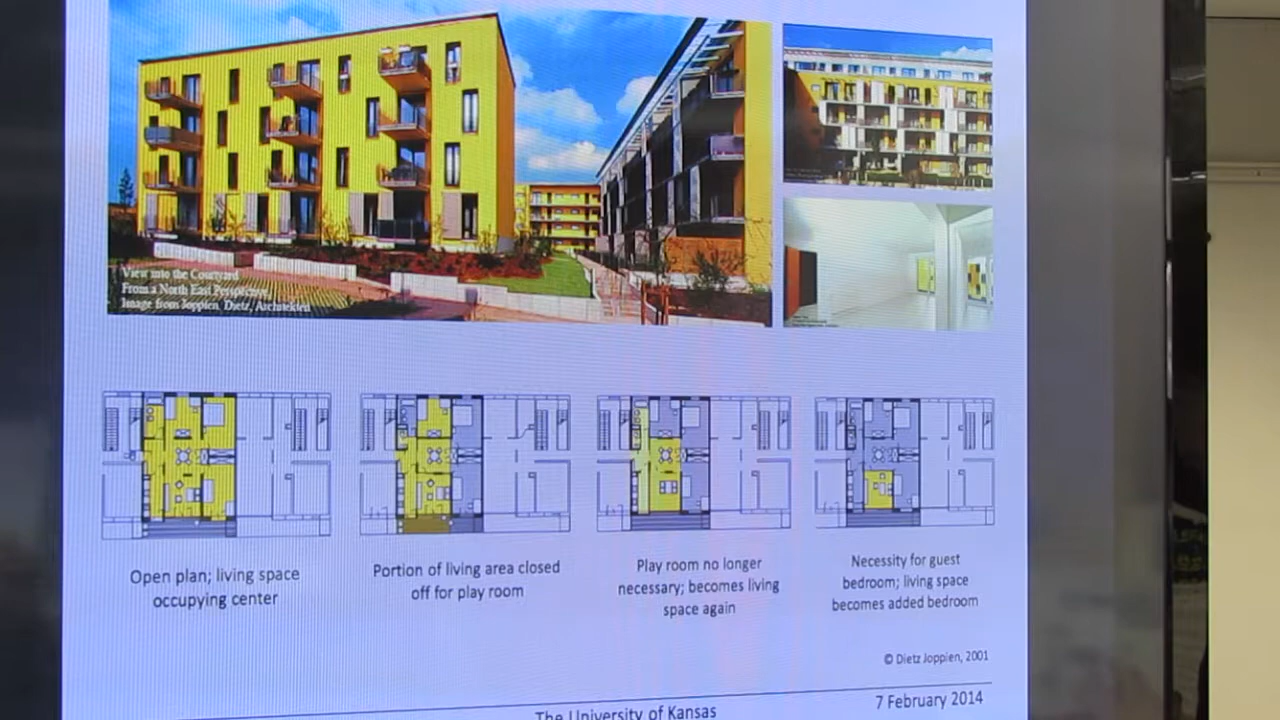 View into the Courtyard
From a North East Perspective
Image from Joppien, Dietz, Architekten
Open plan; living space
occupying center
Portion of living area closed
off for play room
Play room no longer
necessary; becomes living
space again
Necessity for guest
bedroom; living space
becomes added bedroom
© Dietz Joppien, 2001
The University of Kansas
7 February 2014